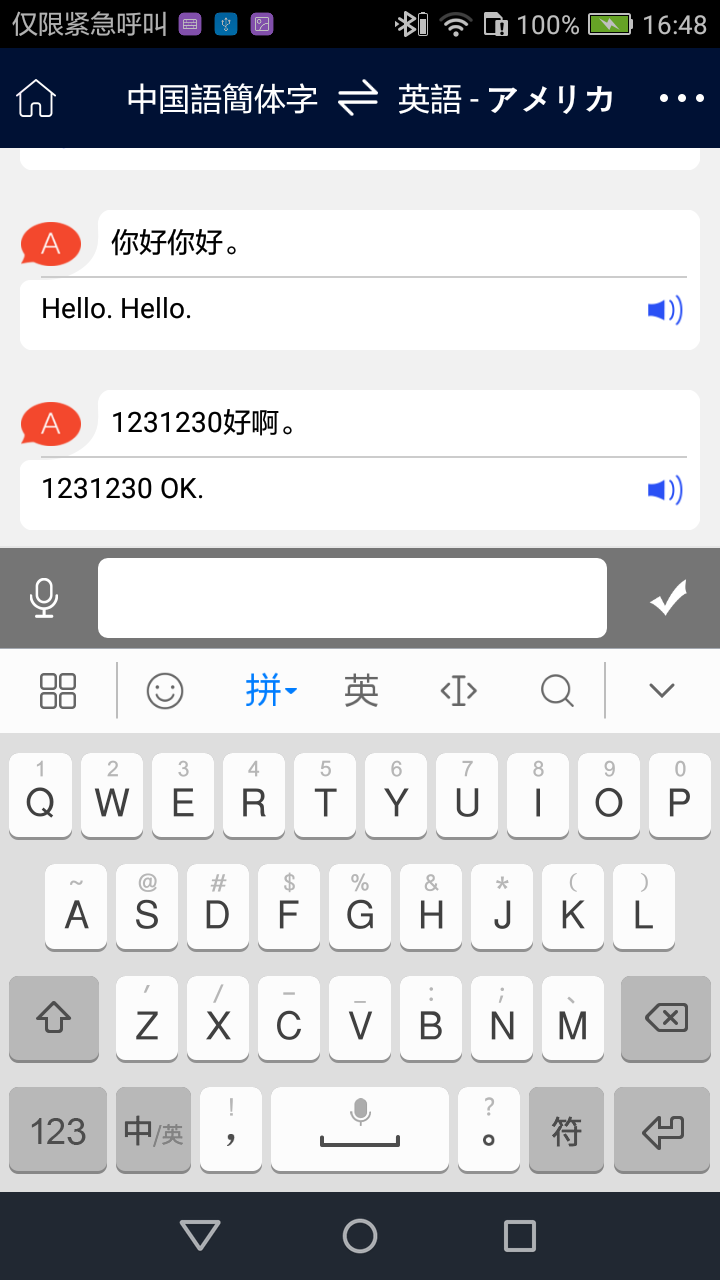 仅限紧急呼叫 100% 16:48
中国語簡体字 ⇌ 英語 - アメリカ
A 你好你好。
Hello. Hello.
A 1231230好啊。
1231230 OK.
拼 英
1 2 3 4 5 6 7 8 9 0
Q W E R T Y U I O P
~ @ # $ % & * ( )
A S D F G H J K L
' / - _ : ; 、
Z X C V B N M
! ?
123 中/英 , 。 符